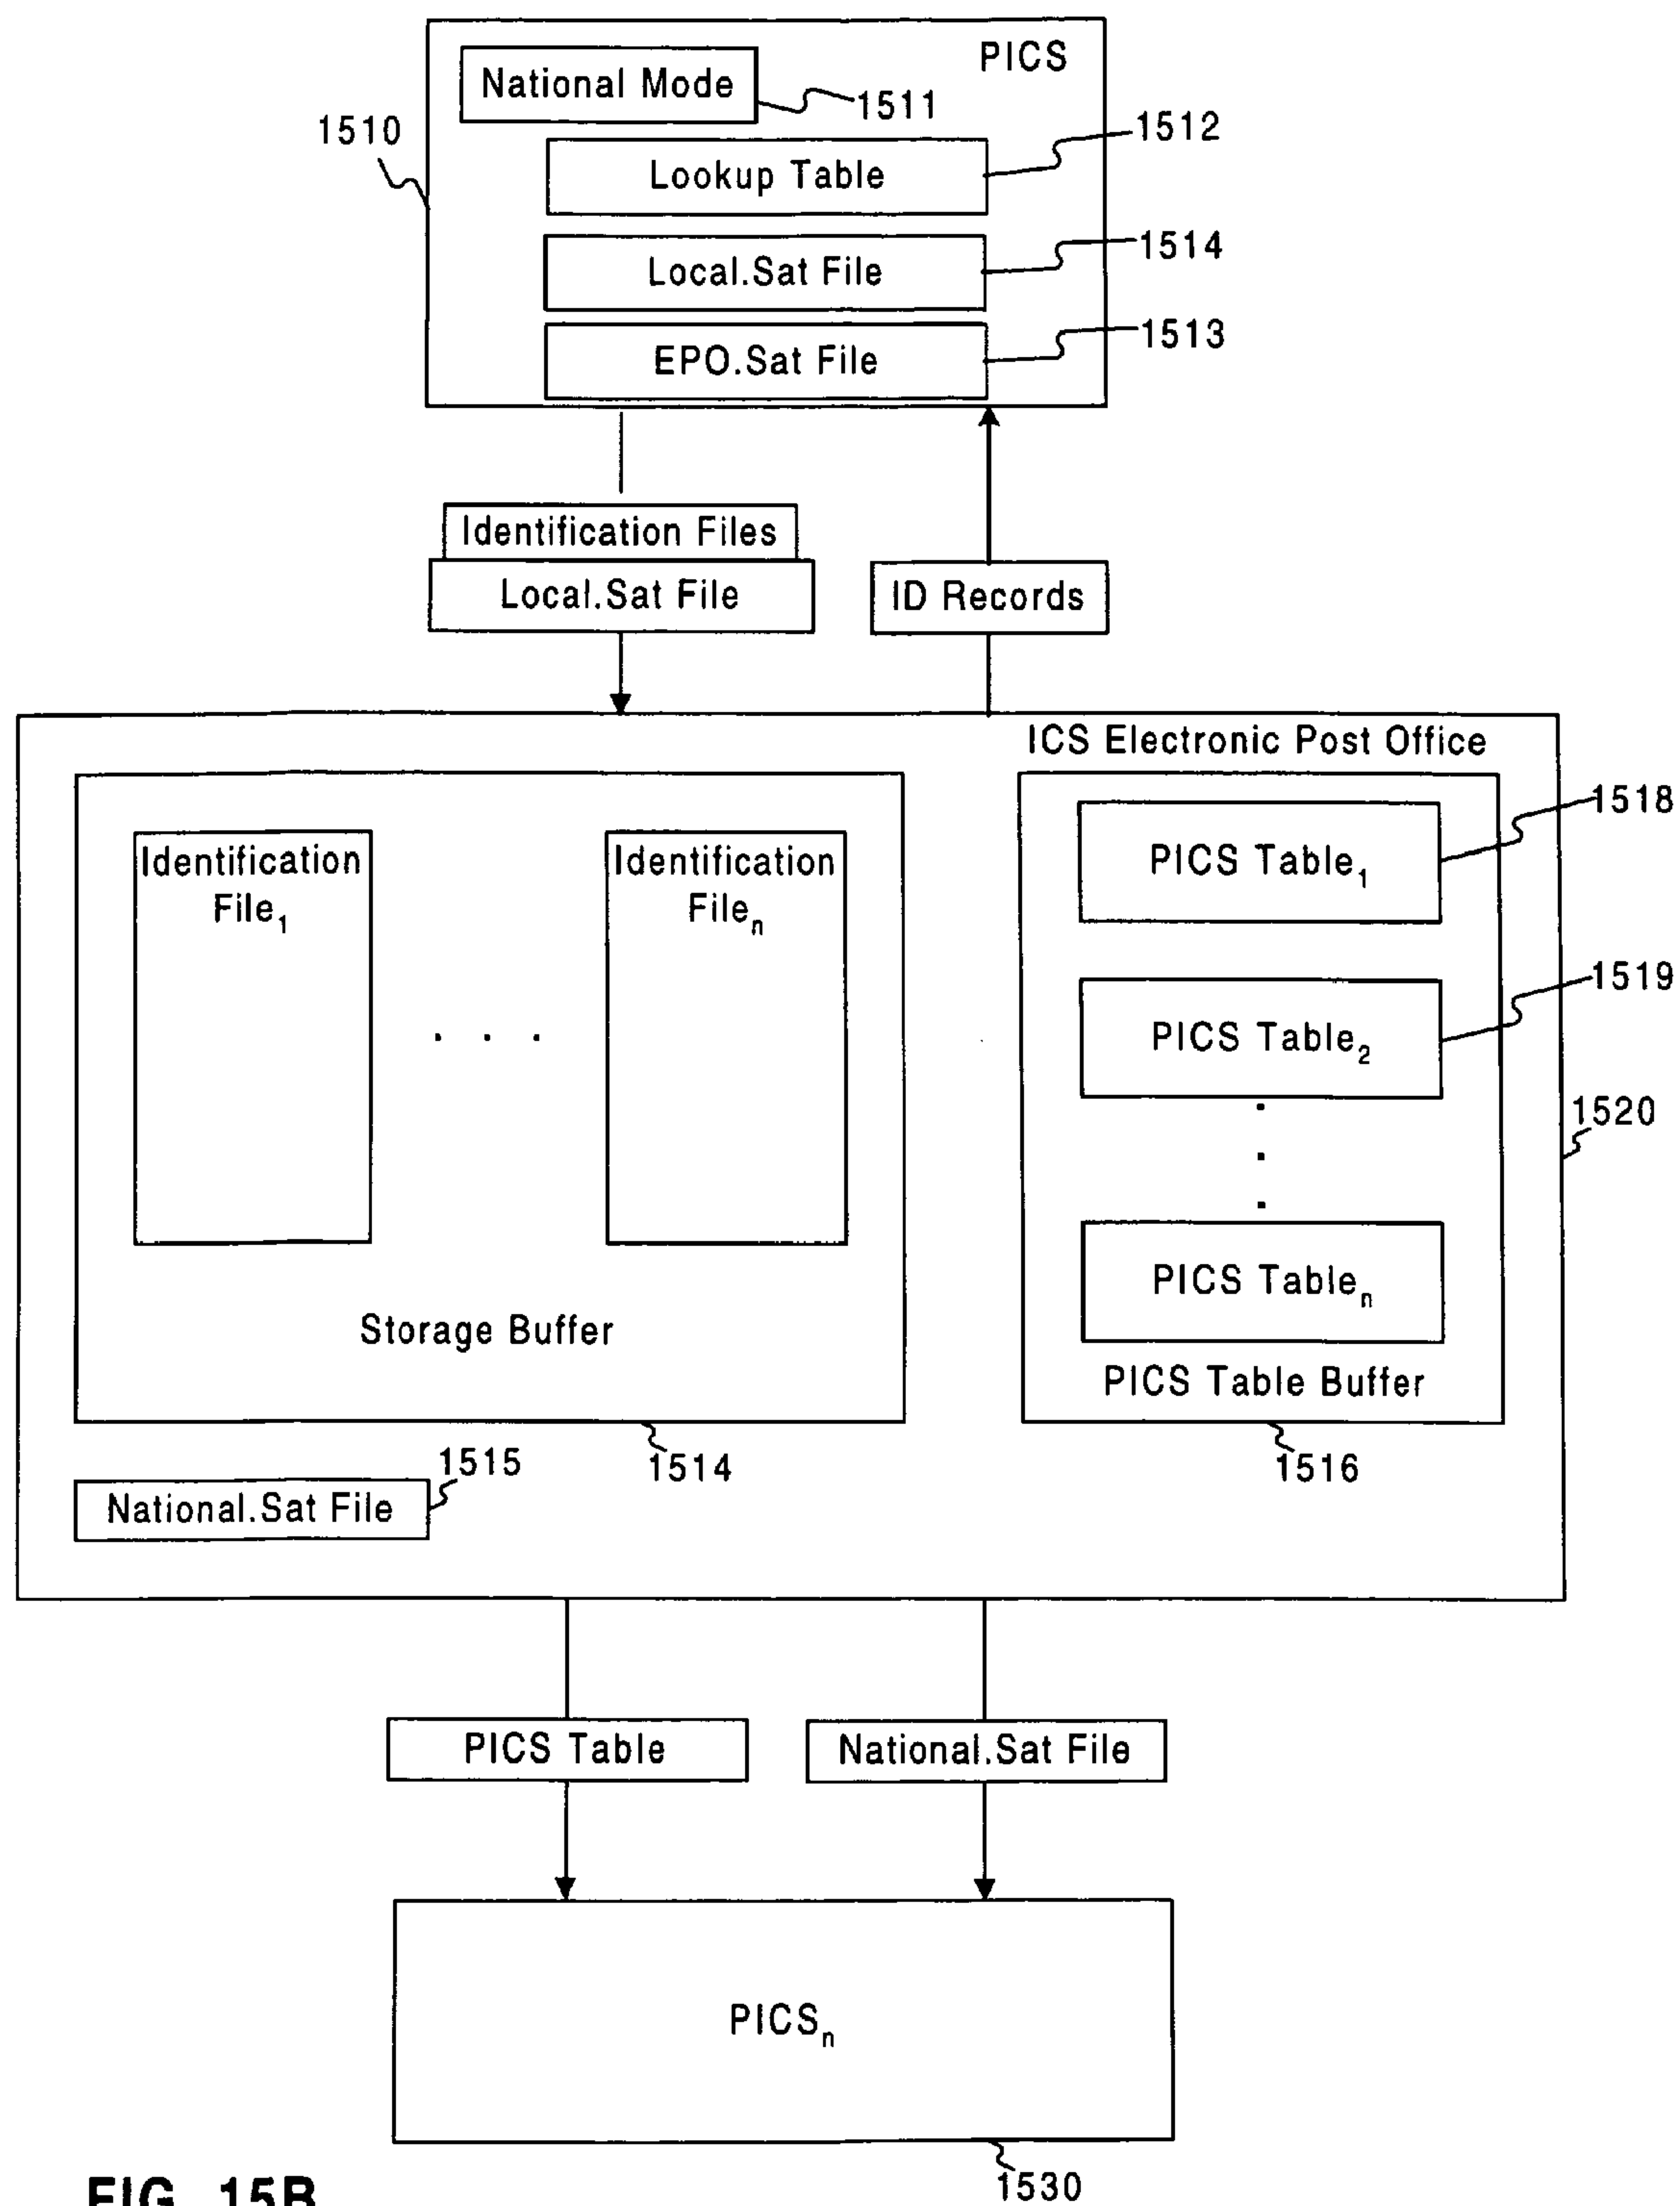 PICS
National Mode
1511
1510
1512
Lookup Table
1514
Local.Sat File
1513
EPO.Sat File
Identification Files
Local.Sat File
ID Records
ICS Electronic Post Office
1518
Identification
File1
Identification
Filen
PICS Table1
1519
PICS Table2
. . .
1520
PICS Tablen
Storage Buffer
PICS Table Buffer
1514
1516
1515
National.Sat File
PICS Table
National.Sat File
PICSn
1530
FIG. 15B